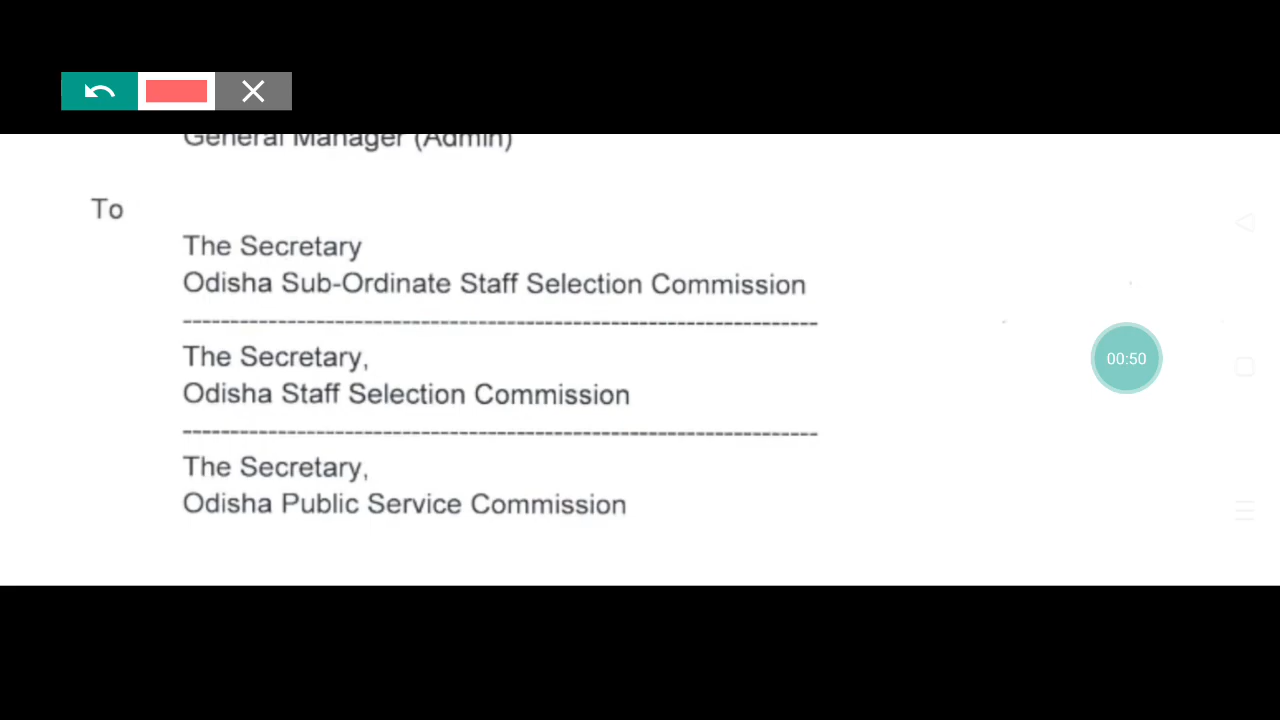 General Manager (Admin)
To
The Secretary
Odisha Sub-Ordinate Staff Selection Commission
00:50
The Secretary,
Odisha Staff Selection Commission
The Secretary,
Odisha Public Service Commission